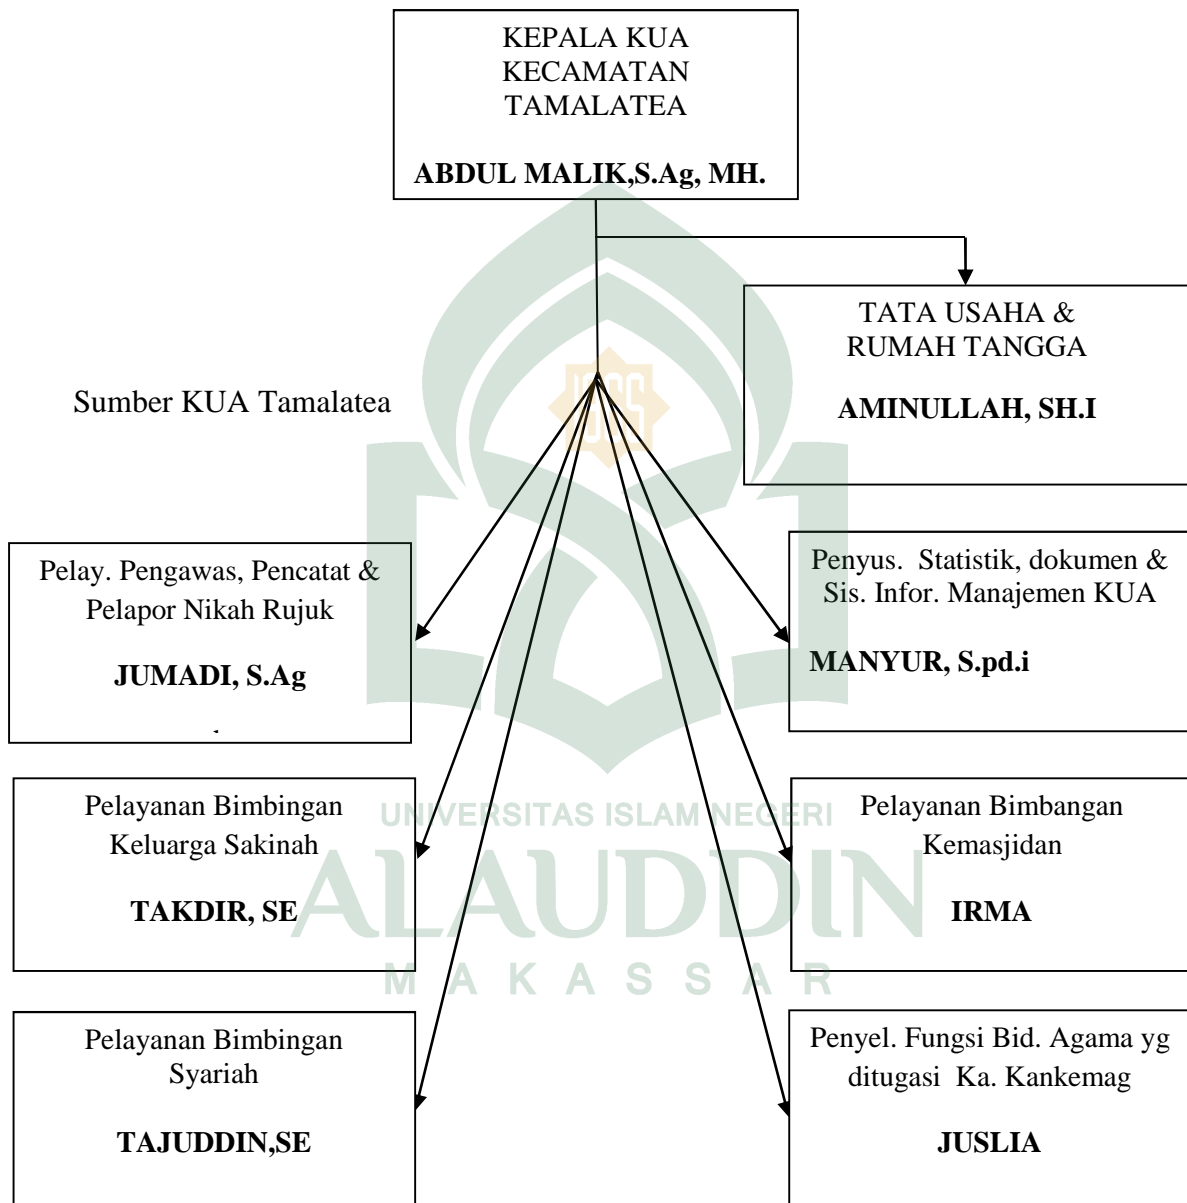 KEPALA KUA
KECAMATAN
TAMALATEA
ABDUL MALIK,S.Ag, MH.
TATA USAHA &
RUMAH TANGGA
AMINULLAH, SH.I
Sumber KUA Tamalatea
Pelay. Pengawas, Pencatat &
Pelapor Nikah Rujuk
JUMADI, S.Ag
Penyus. Statistik, dokumen &
Sis. Infor. Manajemen KUA
MANYUR, S.pd.i
Pelayanan Bimbingan
Keluarga Sakinah
TAKDIR, SE
Pelayanan Bimbangan
Kemasjidan
IRMA
Pelayanan Bimbingan
Syariah
TAJUDDIN,SE
Penyel. Fungsi Bid. Agama yg
ditugasi Ka. Kankemag
JUSLIA
UNIVERSITAS ISLAM NEGERI
ALAUDDIN
MAKASSAR